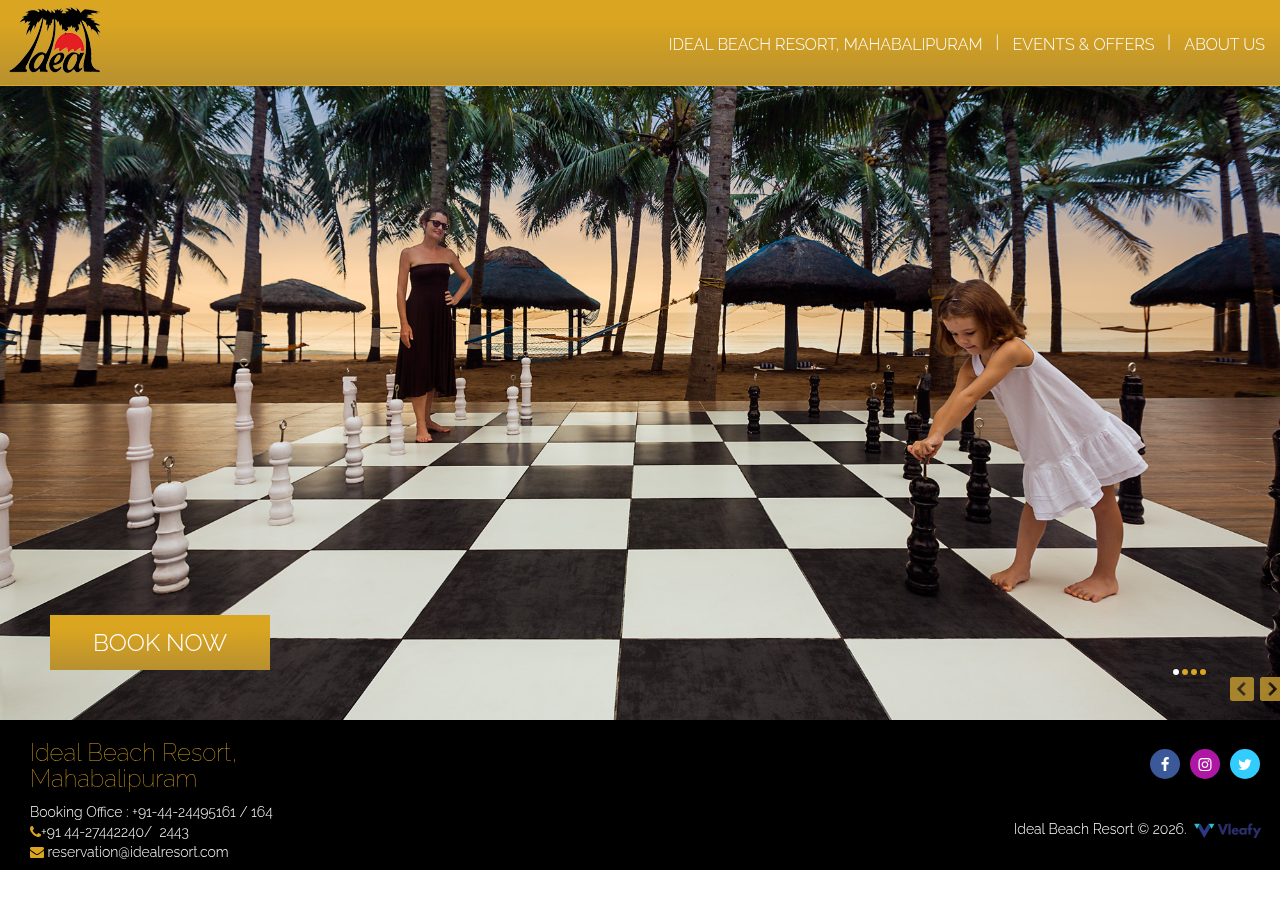 Ideal
IDEAL BEACH RESORT, MAHABALIPURAM | EVENTS & OFFERS | ABOUT US
BOOK NOW
Ideal Beach Resort,
Mahabalipuram
Booking Office : +91-44-24495161 / 164
+91 44-27442240/ 2443
reservation@idealresort.com
Ideal Beach Resort © 2026. Vleafy